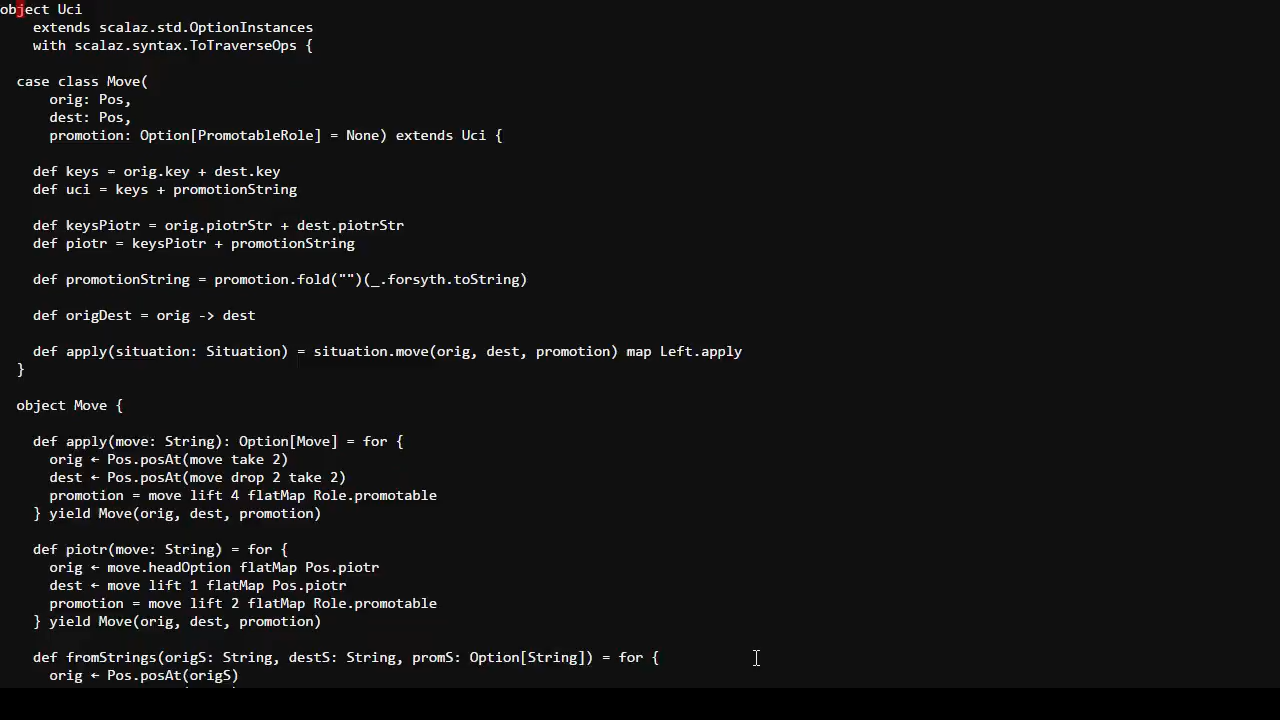 object Uci
    extends scalaz.std.OptionInstances
    with scalaz.syntax.ToTraverseOps {
  case class Move(
      orig: Pos,
      dest: Pos,
      promotion: Option[PromotableRole] = None) extends Uci {
    def keys = orig.key + dest.key
    def uci = keys + promotionString
    def keysPiotr = orig.piotrStr + dest.piotrStr
    def piotr = keysPiotr + promotionString
    def promotionString = promotion.fold("")(_.forsyth.toString)
    def origDest = orig -> dest
    def apply(situation: Situation) = situation.move(orig, dest, promotion) map Left.apply
  }
  object Move {
    def apply(move: String): Option[Move] = for {
      orig ← Pos.posAt(move take 2)
      dest ← Pos.posAt(move drop 2 take 2)
      promotion = move lift 4 flatMap Role.promotable
    } yield Move(orig, dest, promotion)
    def piotr(move: String) = for {
      orig ← move.headOption flatMap Pos.piotr
      dest ← move lift 1 flatMap Pos.piotr
      promotion = move lift 2 flatMap Role.promotable
    } yield Move(orig, dest, promotion)
    def fromStrings(origS: String, destS: String, promS: Option[String]) = for {
      orig ← Pos.posAt(origS)